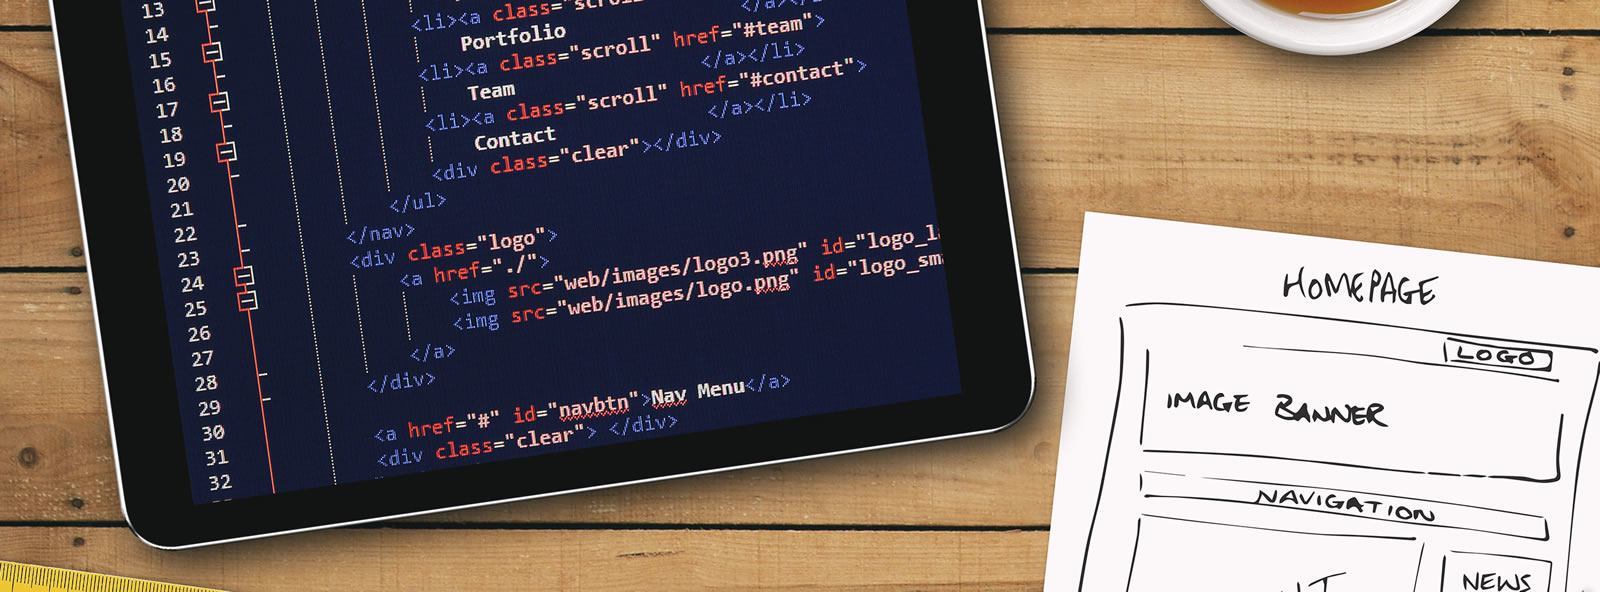 13
14
15
16
17
18
19
20
21
22
23
24
25
26
27
28
29
30
31
32
<li><a class="scroll"
Portfolio </a></li>
<li><a class="scroll" href="#team">
Team </a></li>
<li><a class="scroll" href="#contact">
Contact </a></li>
<div class="clear"></div>
</ul>
</nav>
<div class="logo">
<a href="./">
<img src="web/images/logo3.png" id="logo_la
<img src="web/images/logo.png" id="logo_sma
</a>
</div>
<a href="#" id="navbtn">Nav Menu</a>
<div class="clear"> </div>
HOMEPAGE
LOGO
IMAGE BANNER
NAVIGATION
NEWS